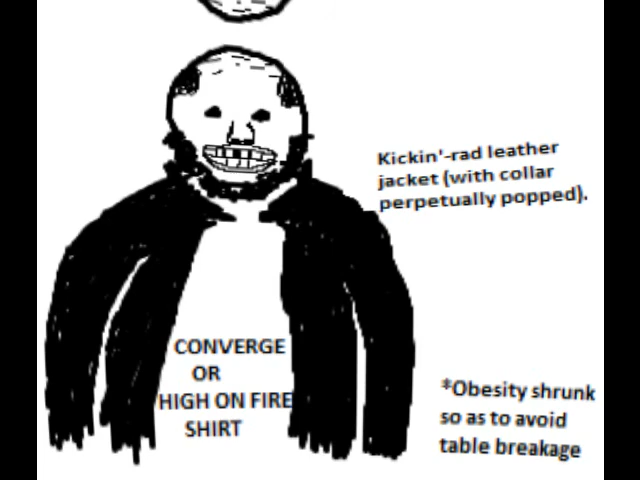 Kickin'-rad leather
jacket (with collar
perpetually popped).
CONVERGE
OR
HIGH ON FIRE
SHIRT
*Obesity shrunk
so as to avoid
table breakage